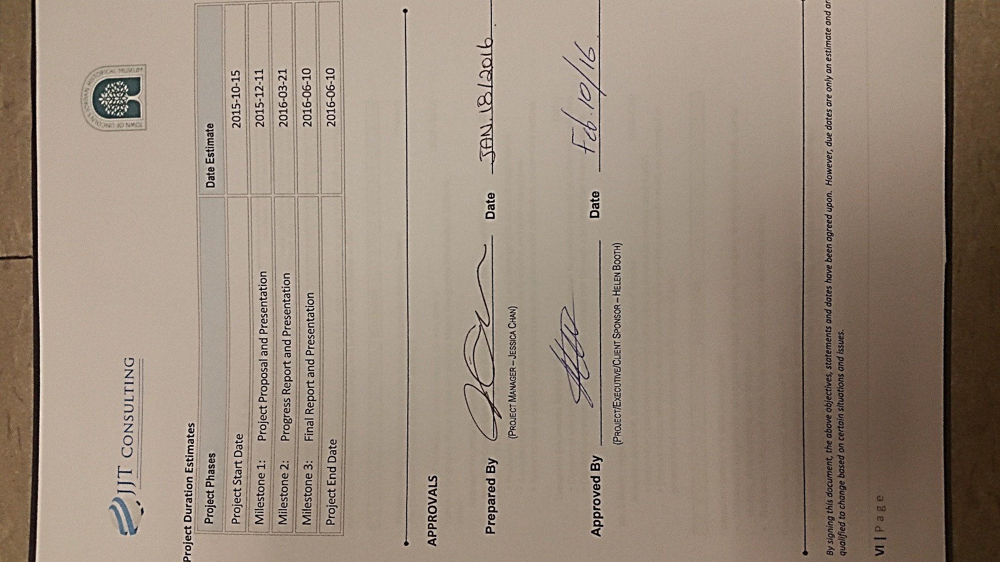 JJT CONSULTING
TOWN OF LINCOLN'S JORDAN HISTORICAL MUSEUM
Project Duration Estimates
Project Phases Date Estimate
Project Start Date 2015-10-15
Milestone 1: Project Proposal and Presentation 2015-12-11
Milestone 2: Progress Report and Presentation 2016-03-21
Milestone 3: Final Report and Presentation 2016-06-10
Project End Date 2016-06-10
APPROVALS
Prepared By Date JAN.18/2016
(PROJECT MANAGER – JESSICA CHAN)
Approved By Date Feb.10/16
(PROJECT/EXECUTIVE/CLIENT SPONSOR – HELEN BOOTH)
By signing this document, the above objectives, statements and dates have been agreed upon. However, due dates are only an estimate and
qualified to change based on certain situations and issues.
VI | Page